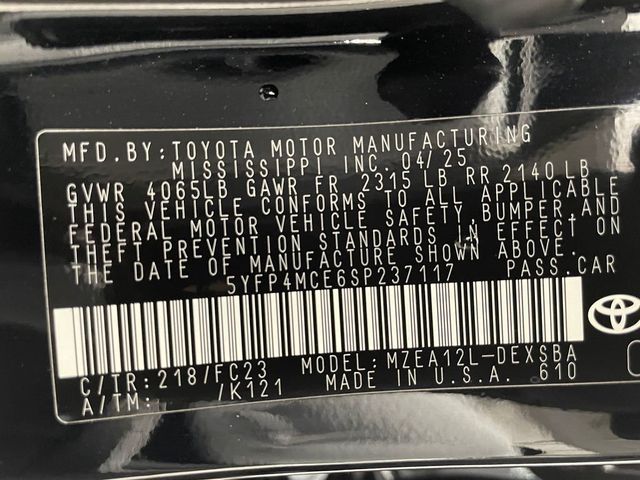 MFD. BY: TOYOTA MOTOR MANUFACTURING
MISSISSIPPI INC. 04/25
GVWR 4065LB GAWR FR 2315 LB RR 2140 LB
THIS VEHICLE CONFORMS TO ALL APPLICABLE
FEDERAL MOTOR VEHICLE SAFETY, BUMPER, AND
THEFT PREVENTION STANDARDS IN EFFECT ON
THE DATE OF MANUFACTURE SHOWN ABOVE.
5YFP4MCE6SP237117 PASS.CAR
C/TR: 218/FC23 MODEL: MZEA12L-DEXSBA
A/TM: /K121 MADE IN U.S.A. 610